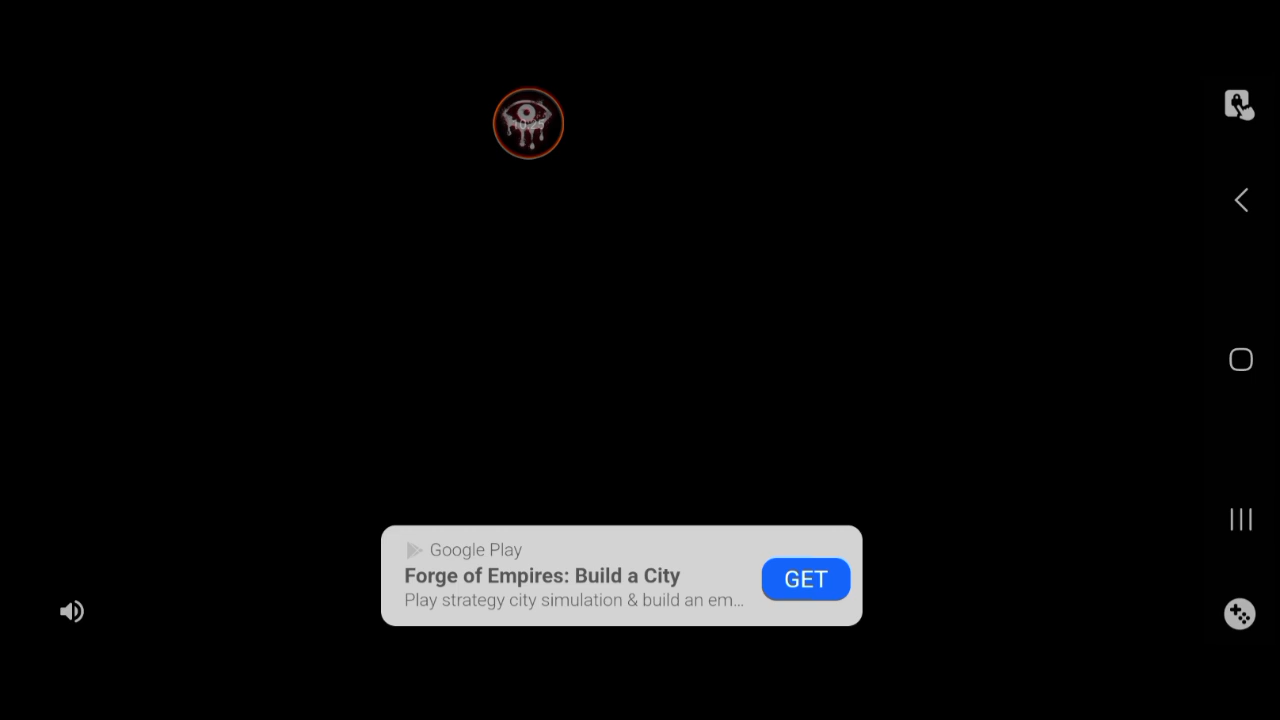 Google Play
Forge of Empires: Build a City
Play strategy city simulation & build an em...
GET